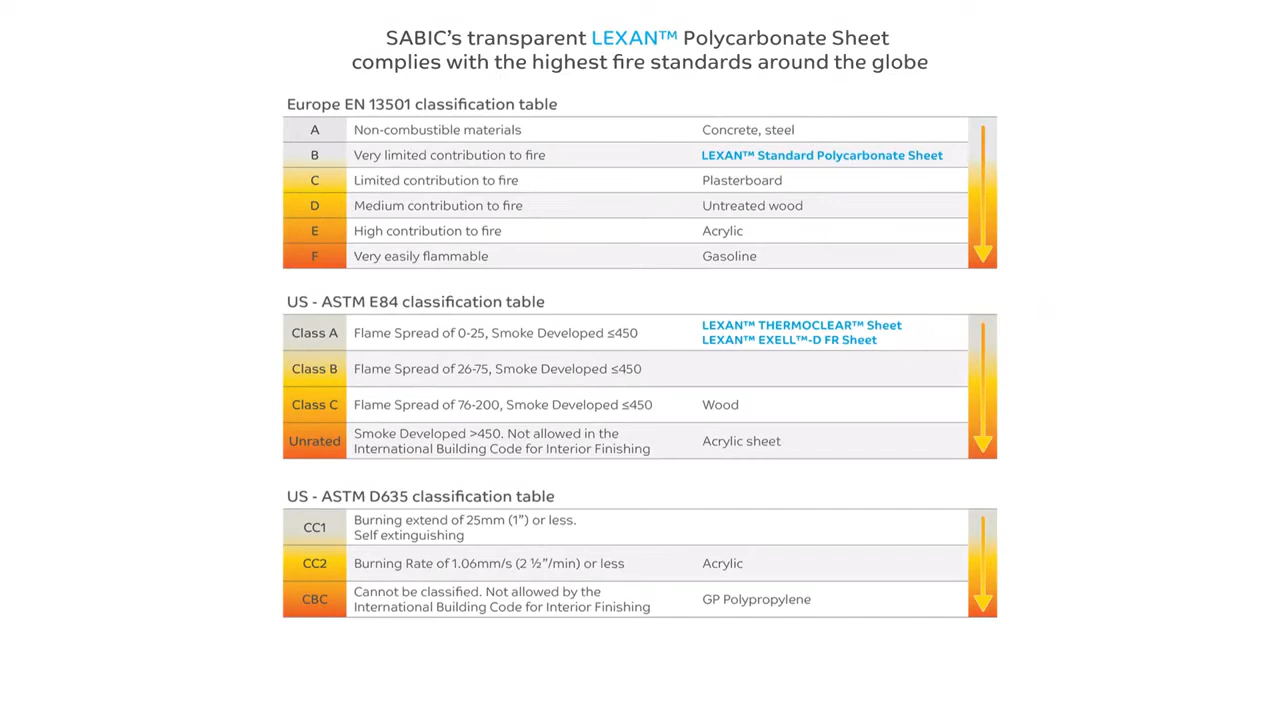 SABIC’s transparent LEXAN™ Polycarbonate Sheet
complies with the highest fire standards around the globe
Europe EN 13501 classification table
A Non-combustible materials Concrete, steel
B Very limited contribution to fire LEXAN™ Standard Polycarbonate Sheet
C Limited contribution to fire Plasterboard
D Medium contribution to fire Untreated wood
E High contribution to fire Acrylic
F Very easily flammable Gasoline
US - ASTM E84 classification table
Class A Flame Spread of 0-25, Smoke Developed ≤450 LEXAN™ THERMOCLEAR™ Sheet
LEXAN™ EXELL™-D FR Sheet
Class B Flame Spread of 26-75, Smoke Developed ≤450
Class C Flame Spread of 76-200, Smoke Developed ≤450 Wood
Unrated Smoke Developed >450. Not allowed in the
International Building Code for Interior Finishing Acrylic sheet
US - ASTM D635 classification table
CC1 Burning extend of 25mm (1”) or less.
Self extinguishing
CC2 Burning Rate of 1.06mm/s (2 ½”/min) or less Acrylic
CBC Cannot be classified. Not allowed by the
International Building Code for Interior Finishing GP Polypropylene